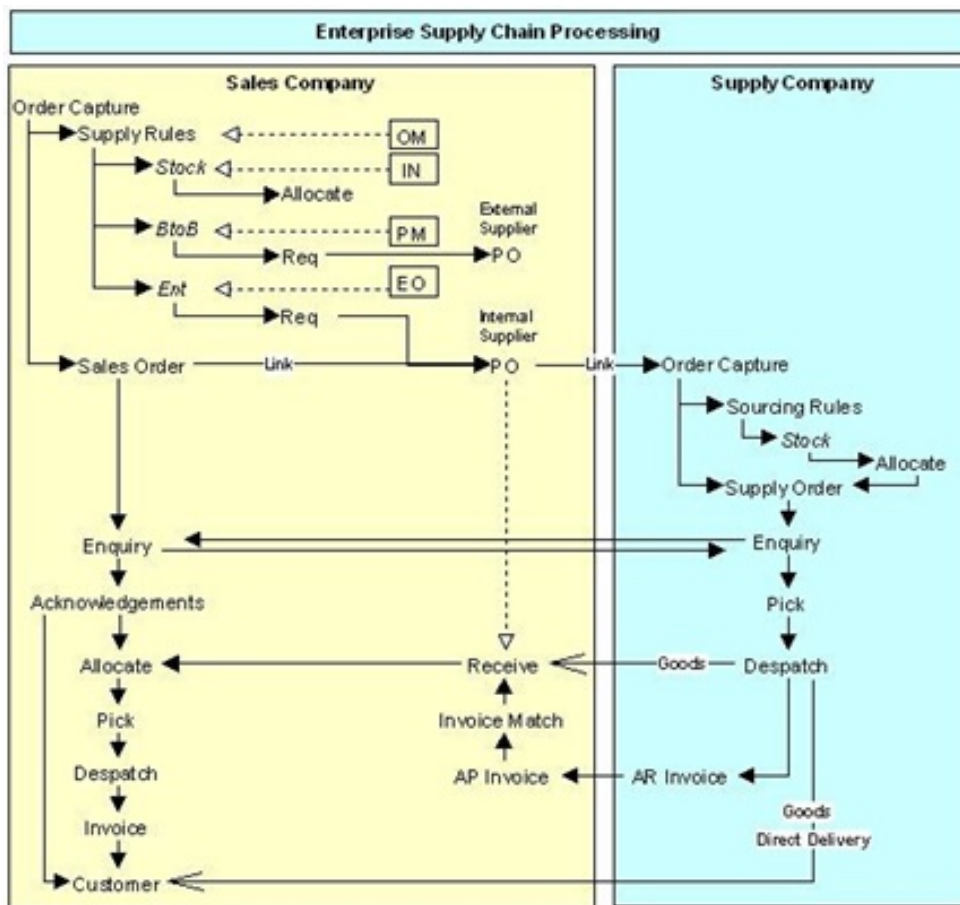 Enterprise Supply Chain Processing
Sales Company
Supply Company
Order Capture
Supply Rules
OM
Stock
IN
Allocate
External
Supplier
BtoB
PM
Req
PO
Ent
EO
Req
Internal
Supplier
Sales Order
Link
PO
Link
Order Capture
Sourcing Rules
Stock
Allocate
Supply Order
Enquiry
Enquiry
Acknowledgements
Pick
Allocate
Receive
Goods
Despatch
Pick
Invoice Match
Despatch
AP Invoice
AR Invoice
Goods
Direct Delivery
Invoice
Customer